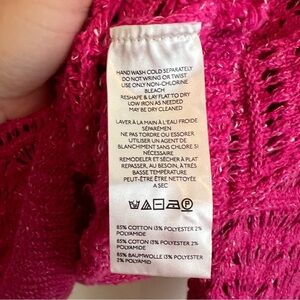 HAND WASH COLD SEPARATELY
DO NOT WRING OR TWIST
USE ONLY NON-CHLORINE
BLEACH
RESHAPE & LAY FLAT TO DRY
LOW IRON AS NEEDED
MAY BE DRY CLEANED
LAVER À LA MAIN À L'EAU FROIDE
SÉPARÉMEN
NE PAS TORDRE OU ESSORER
UTILISER UN AGENT DE
BLANCHIMENT SANS CHLORE SI
NÉCESSAIRE
REMODELER ET SÉCHER À PLAT
REPASSER, AU BESOIN, À TRÈS
BASSE TEMPÉRATURE
PEUT-ÊTRE ÊTRE NETTOYÉE
A SEC
P
85% COTTON 13% POLYESTER 2%
POLYAMIDE
85% COTON 13% POLYESTER 2%
POLYAMIDE
85% BAUMWOLLE 13% POLYESTER
2% POLYAMID